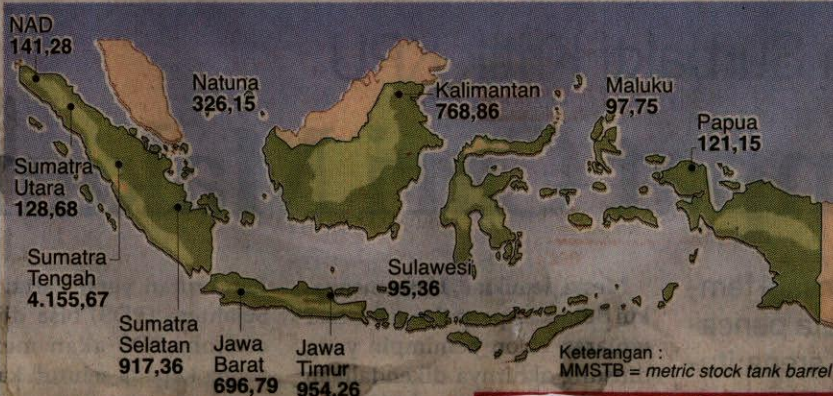 NAD
141,28
Natuna
326,15
Kalimantan
768,86
Maluku
97,75
Papua
121,15
Sumatra
Utara
128,68
Sumatra
Tengah
4.155,67
Sumatra
Selatan
917,36
Jawa
Barat
696,79
Jawa
Timur
954,26
Sulawesi
95,36
Keterangan :
MMSTB = metric stock tank barrel